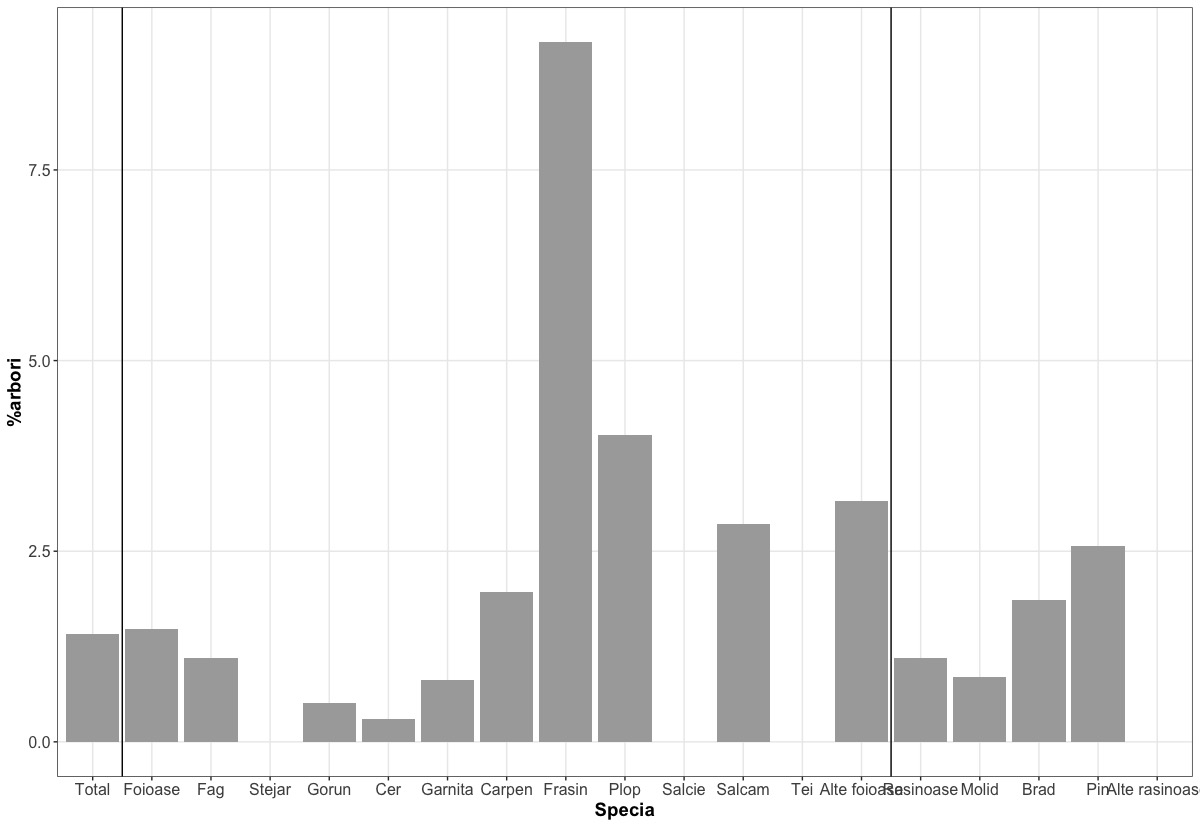 %arbori
7.5
5.0
2.5
0.0
Total Foioase Fag Stejar Gorun Cer Garnita Carpen Frasin Plop Salcie Salcam Tei Alte foioase Rasinoase Molid Brad Pin Alte rasinoas
Specia